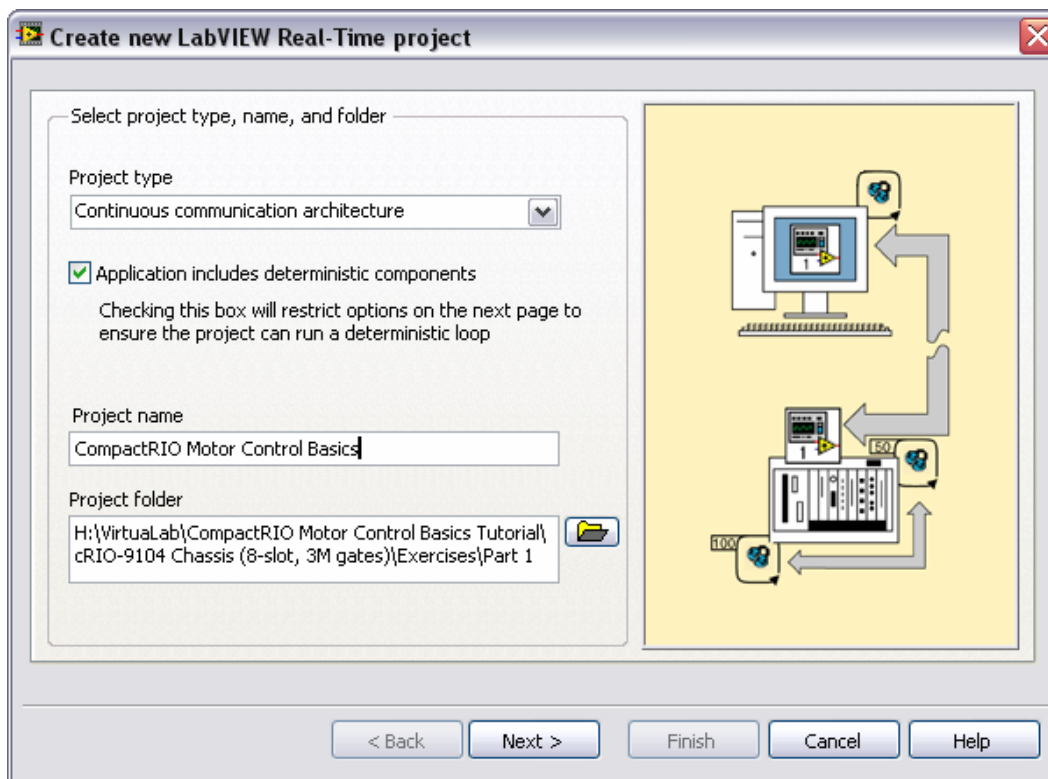 Create new LabVIEW Real-Time project
Select project type, name, and folder
Project type
Continuous communication architecture
Application includes deterministic components
Checking this box will restrict options on the next page to
ensure the project can run a deterministic loop
Project name
CompactRIO Motor Control Basics
Project folder
H:\VirtuaLab\CompactRIO Motor Control Basics Tutorial\
cRIO-9104 Chassis (8-slot, 3M gates)\Exercises\Part 1
1
1
50
100
< Back
Next >
Finish
Cancel
Help